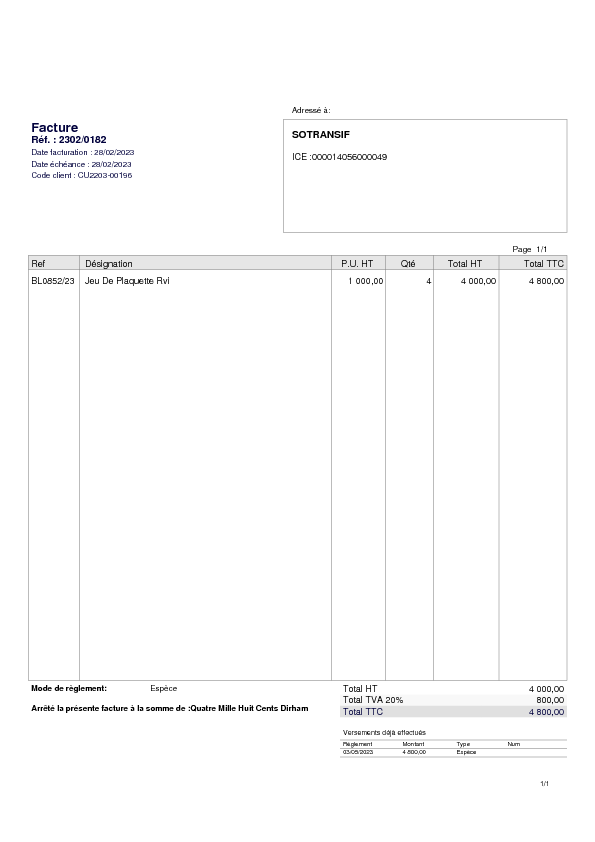 Adressé à:
Facture
Réf. : 2302/0182
Date facturation : 28/02/2023
Date échéance : 28/02/2023
Code client : CU2203-00196
SOTRANSIF
ICE :000014056000049
Page 1/1
Ref Désignation P.U. HT Qté Total HT Total TTC
BL0852/23 Jeu De Plaquette Rvi 1 000,00 4 4 000,00 4 800,00
Mode de règlement: Espèce
Arrêté la présente facture à la somme de :Quatre Mille Huit Cents Dirham
Total HT 4 000,00
Total TVA 20% 800,00
Total TTC 4 800,00
Versements déjà effectués
Règlement Montant Type Num
03/05/2023 4 800,00 Espèce
1/1